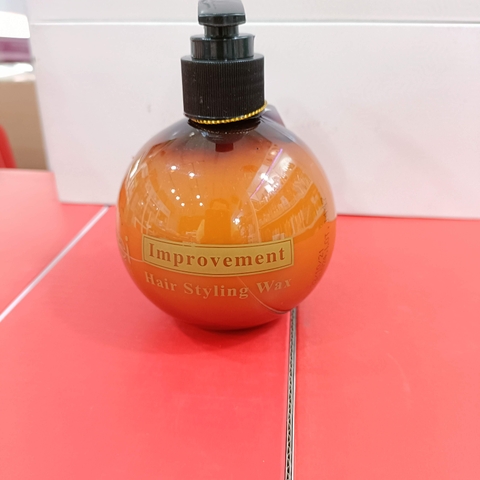 Improvement
Hair Styling Wax